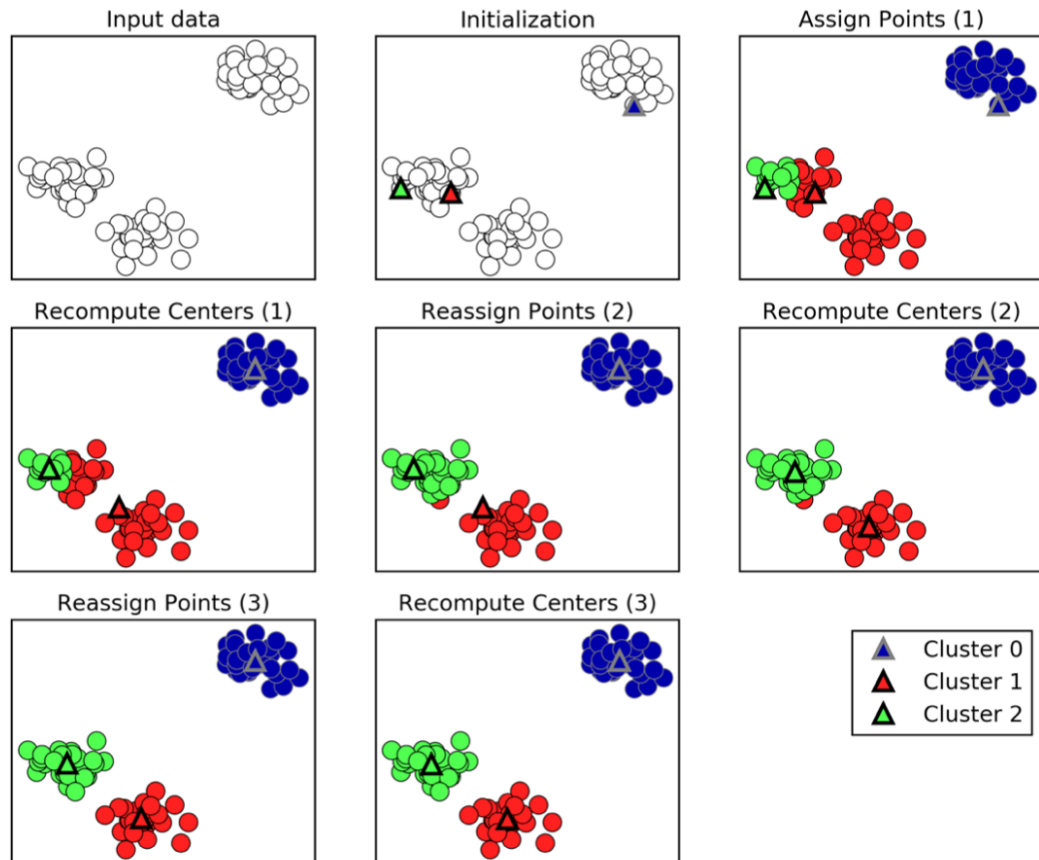 Input data
Initialization
Assign Points (1)
Recompute Centers (1)
Reassign Points (2)
Recompute Centers (2)
Reassign Points (3)
Recompute Centers (3)
Cluster 0
Cluster 1
Cluster 2